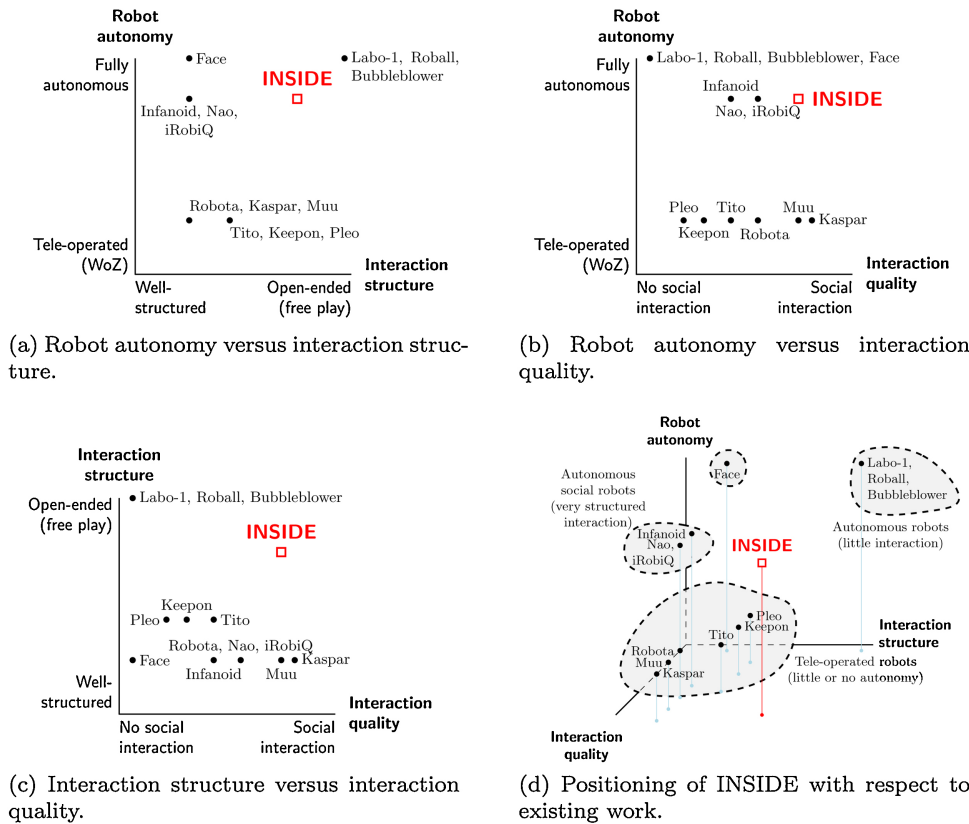 Robot
autonomy
Fully
autonomous
Face
Labo-1, Roball,
Bubbleblower
INSIDE
Infanoid, Nao,
iRobiQ
Robota, Kaspar, Muu
Tito, Keepon, Pleo
Tele-operated
(WoZ)
Interaction
structure
Well-
structured
Open-ended
(free play)
(a) Robot autonomy versus interaction struc-
ture.
Robot
autonomy
Fully
autonomous
Labo-1, Roball, Bubbleblower, Face
Infanoid
Nao, iRobiQ
INSIDE
Pleo
Tito
Muu
Kaspar
Keepon
Robota
Tele-operated
(WoZ)
Interaction
quality
No social
interaction
Social
interaction
(b) Robot autonomy versus interaction
quality.
Interaction
structure
Open-ended
(free play)
Labo-1, Roball, Bubbleblower
INSIDE
Keepon
Pleo
Tito
Robota, Nao, iRobiQ
Face
Kaspar
Infanoid
Muu
Well-
structured
Interaction
quality
No social
interaction
Social
interaction
(c) Interaction structure versus interaction
quality.
Robot
autonomy
Autonomous
social robots
(very structured
interaction)
Face
Labo-1,
Roball,
Bubbleblower
Autonomous robots
(little interaction)
Infanoid
Nao,
iRobiQ
INSIDE
Pleo
Keepon
Tito
Robota
Muu
Kaspar
Interaction
structure
Tele-operated robots
(little or no autonomy)
Interaction
quality
(d) Positioning of INSIDE with respect to
existing work.